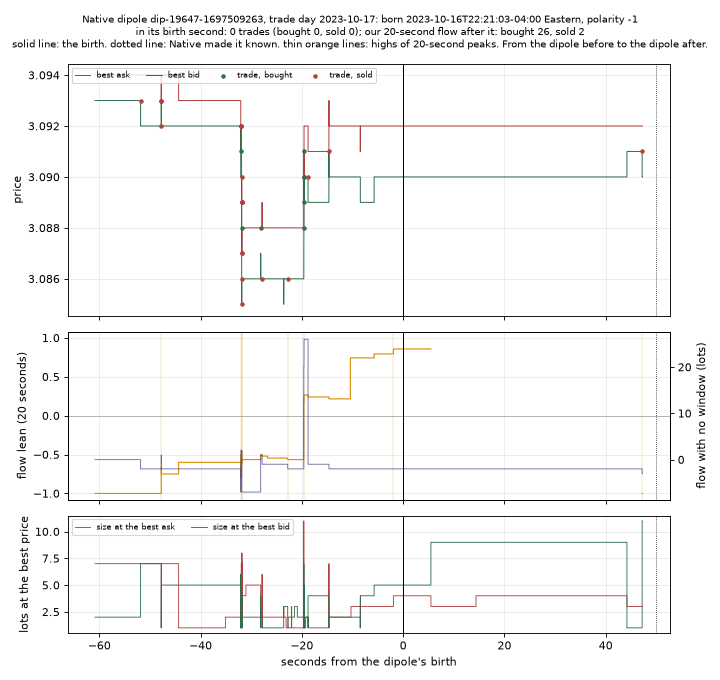 Native dipole dip-19647-1697509263, trade day 2023-10-17: born 2023-10-16T22:21:03-04:00 Eastern, polarity -1
in its birth second: 0 trades (bought 0, sold 0); our 20-second flow after it: bought 26, sold 2
solid line: the birth. dotted line: Native made it known. thin orange lines: highs of 20-second peaks. From the dipole before to the dipole after.
best ask
best bid
trade, bought
trade, sold
3.094
3.092
3.090
3.088
3.086
price
1.0
0.5
0.0
−0.5
−1.0
flow lean (20 seconds)
20
10
0
flow with no window (lots)
size at the best ask
size at the best bid
10.0
7.5
5.0
2.5
lots at the best price
−60
−40
−20
0
20
40
seconds from the dipole's birth